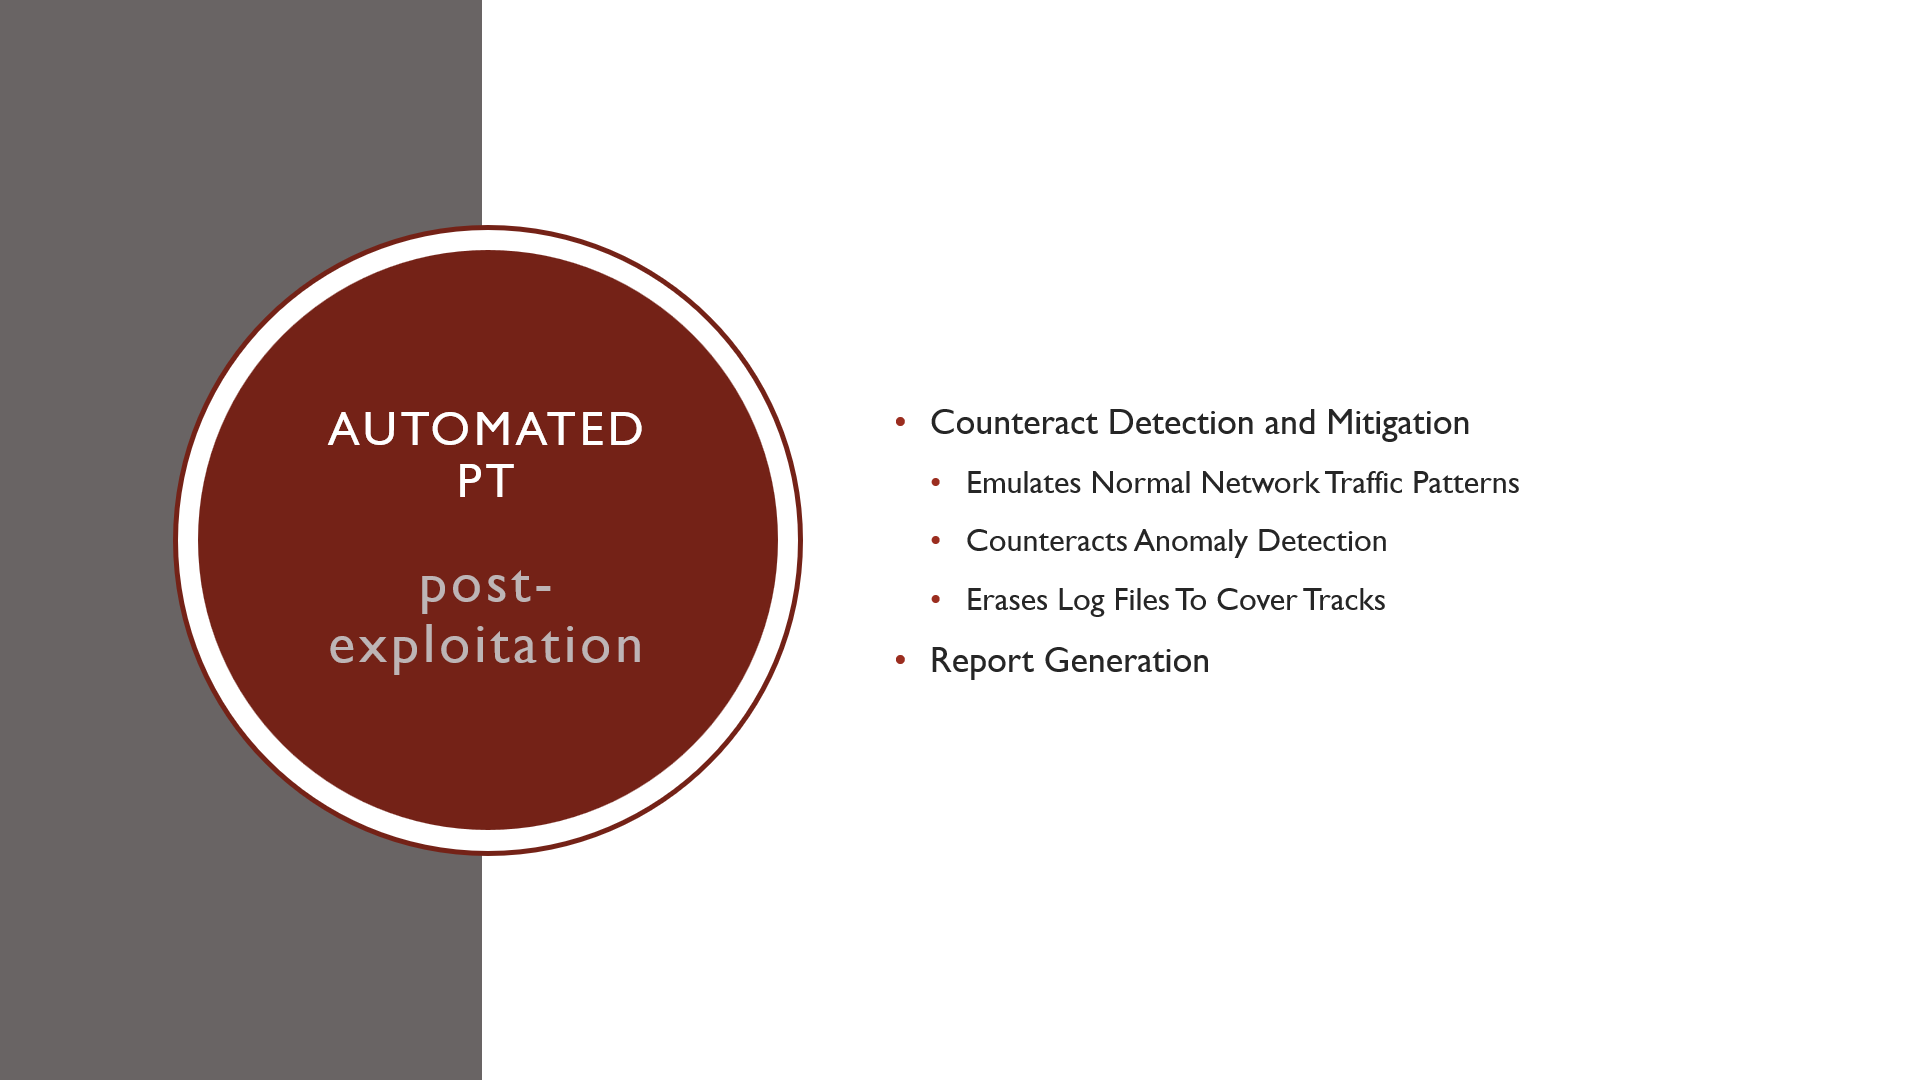 AUTOMATED
PT
post-
exploitation
• Counteract Detection and Mitigation
• Emulates Normal Network Traffic Patterns
• Counteracts Anomaly Detection
• Erases Log Files To Cover Tracks
• Report Generation